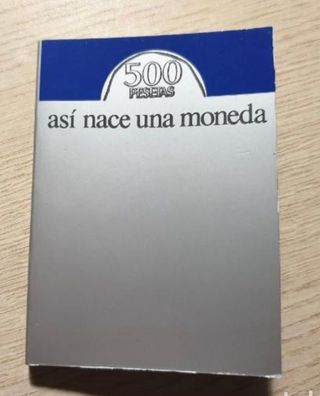 500
PESETAS
así nace una moneda